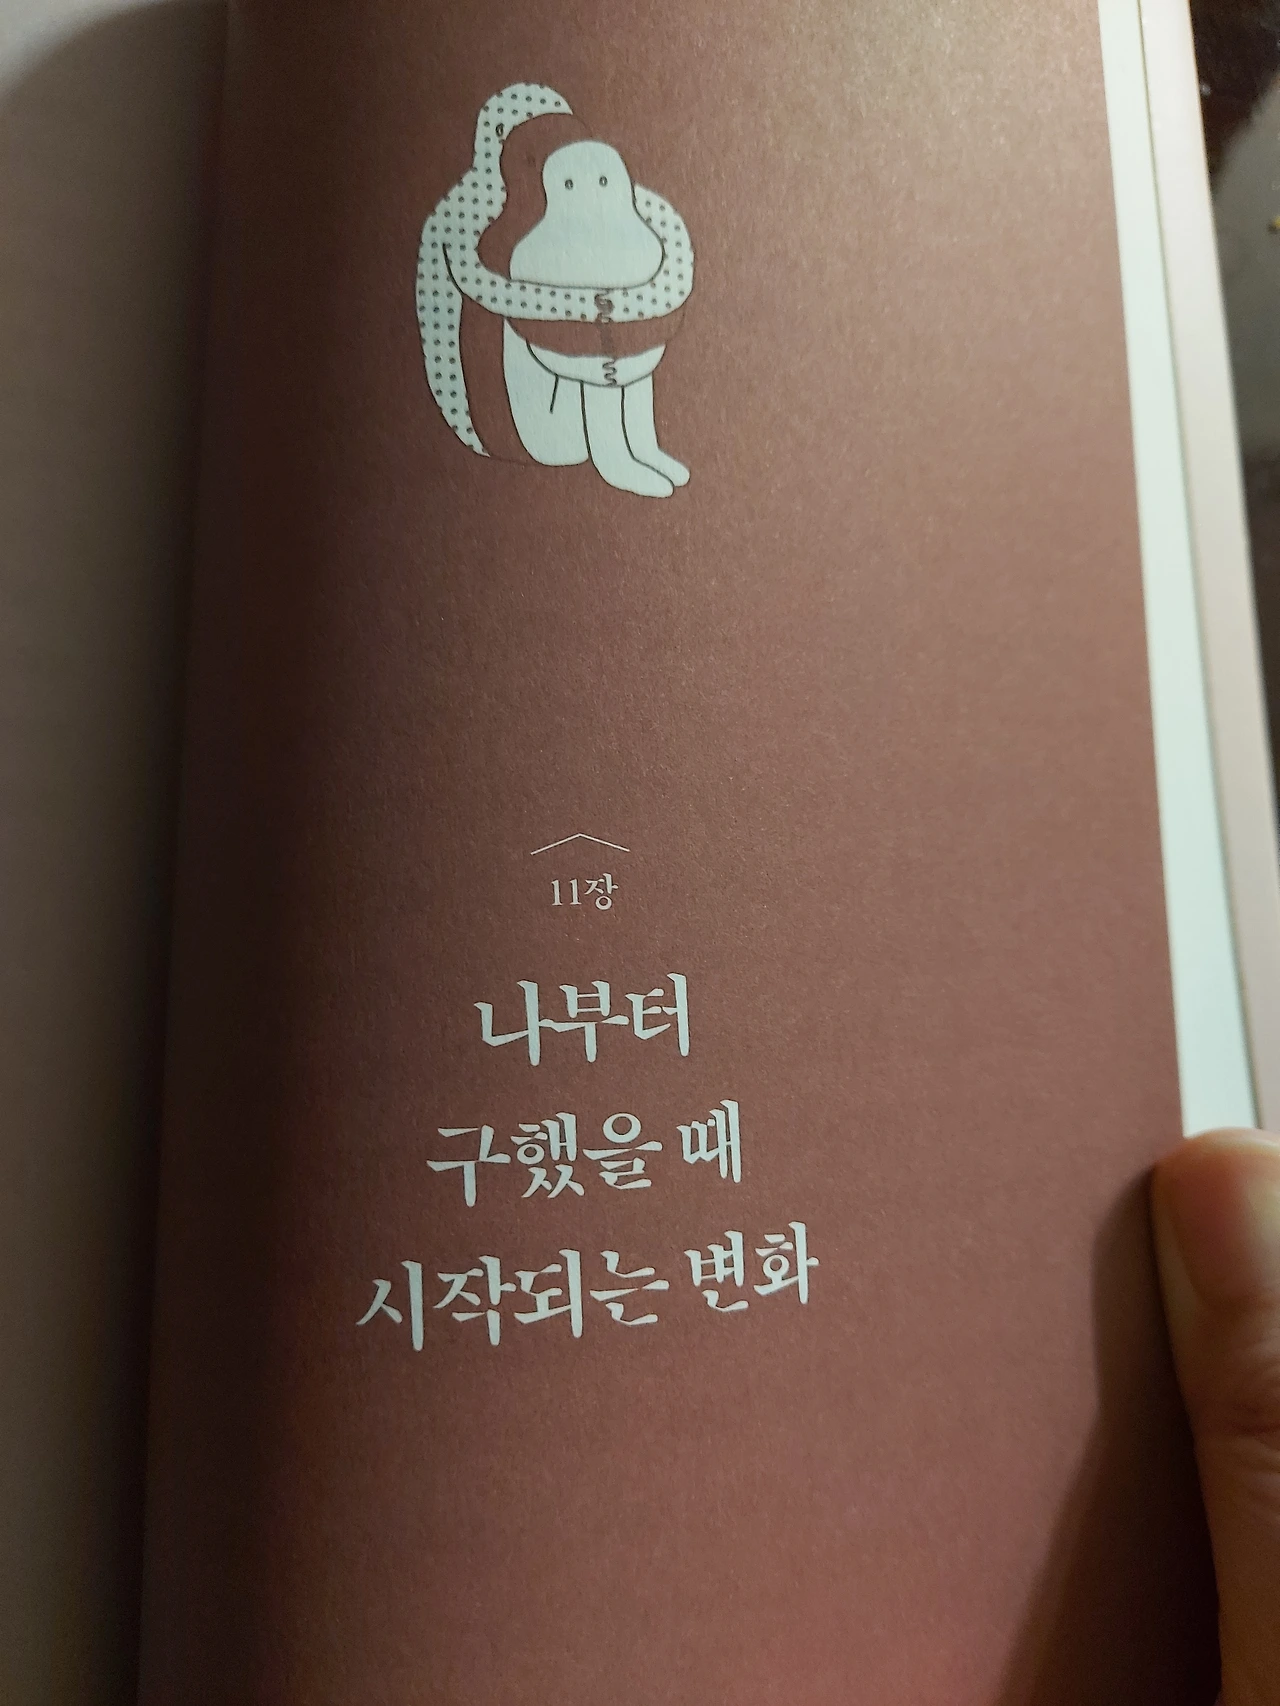 11장
나부터
구했을 때
시작되는 변화